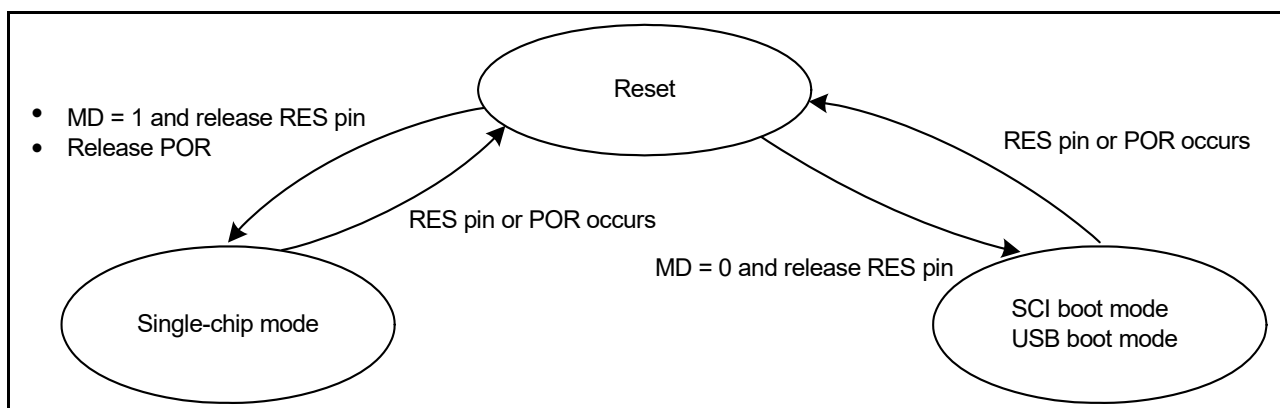 Reset
• MD = 1 and release RES pin
• Release POR
RES pin or POR occurs
RES pin or POR occurs
MD = 0 and release RES pin
Single-chip mode
SCI boot mode
USB boot mode